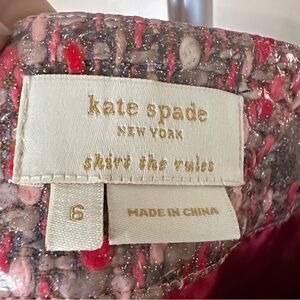 kate spade
NEW YORK
skirt the rules
6
MADE IN CHINA